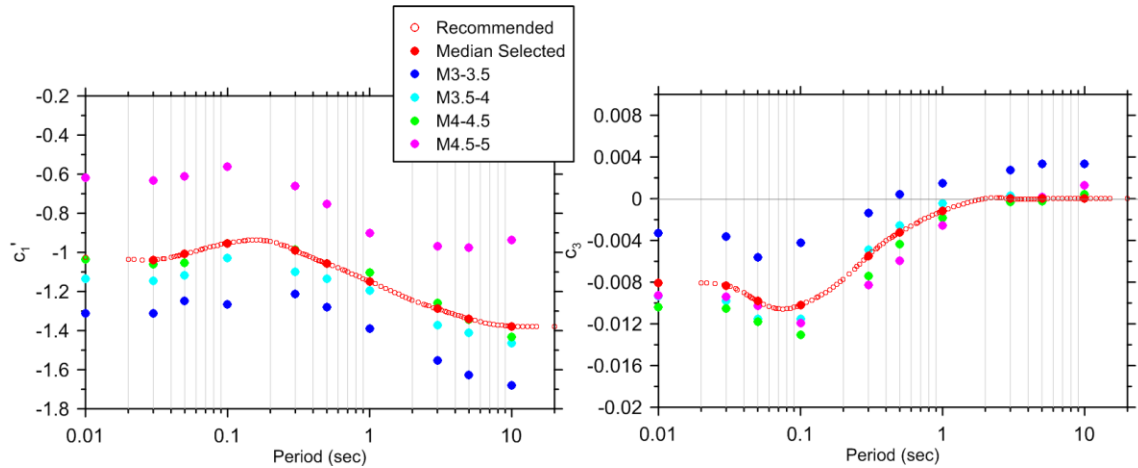 Recommended
Median Selected
M3-3.5
M3.5-4
M4-4.5
M4.5-5
-0.2
-0.4
-0.6
-0.8
-1
-1.2
-1.4
-1.6
-1.8
c₁'
0.01
0.1
1
10
Period (sec)
0.008
0.004
0
-0.004
-0.008
-0.012
-0.016
-0.02
c₃
0.01
0.1
1
10
Period (sec)